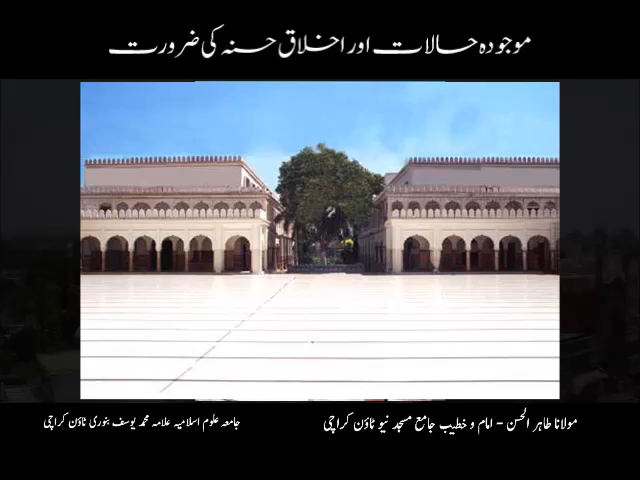 موجودہ حالات اور اخلاق حسنہ کی ضرورت
مولانا طاہر الحسن - امام و خطیب جامع مسجد نیو ٹاؤن کراچی
جامعہ علوم اسلامیہ علامہ محمد یوسف بنوری ٹاؤن کراچی